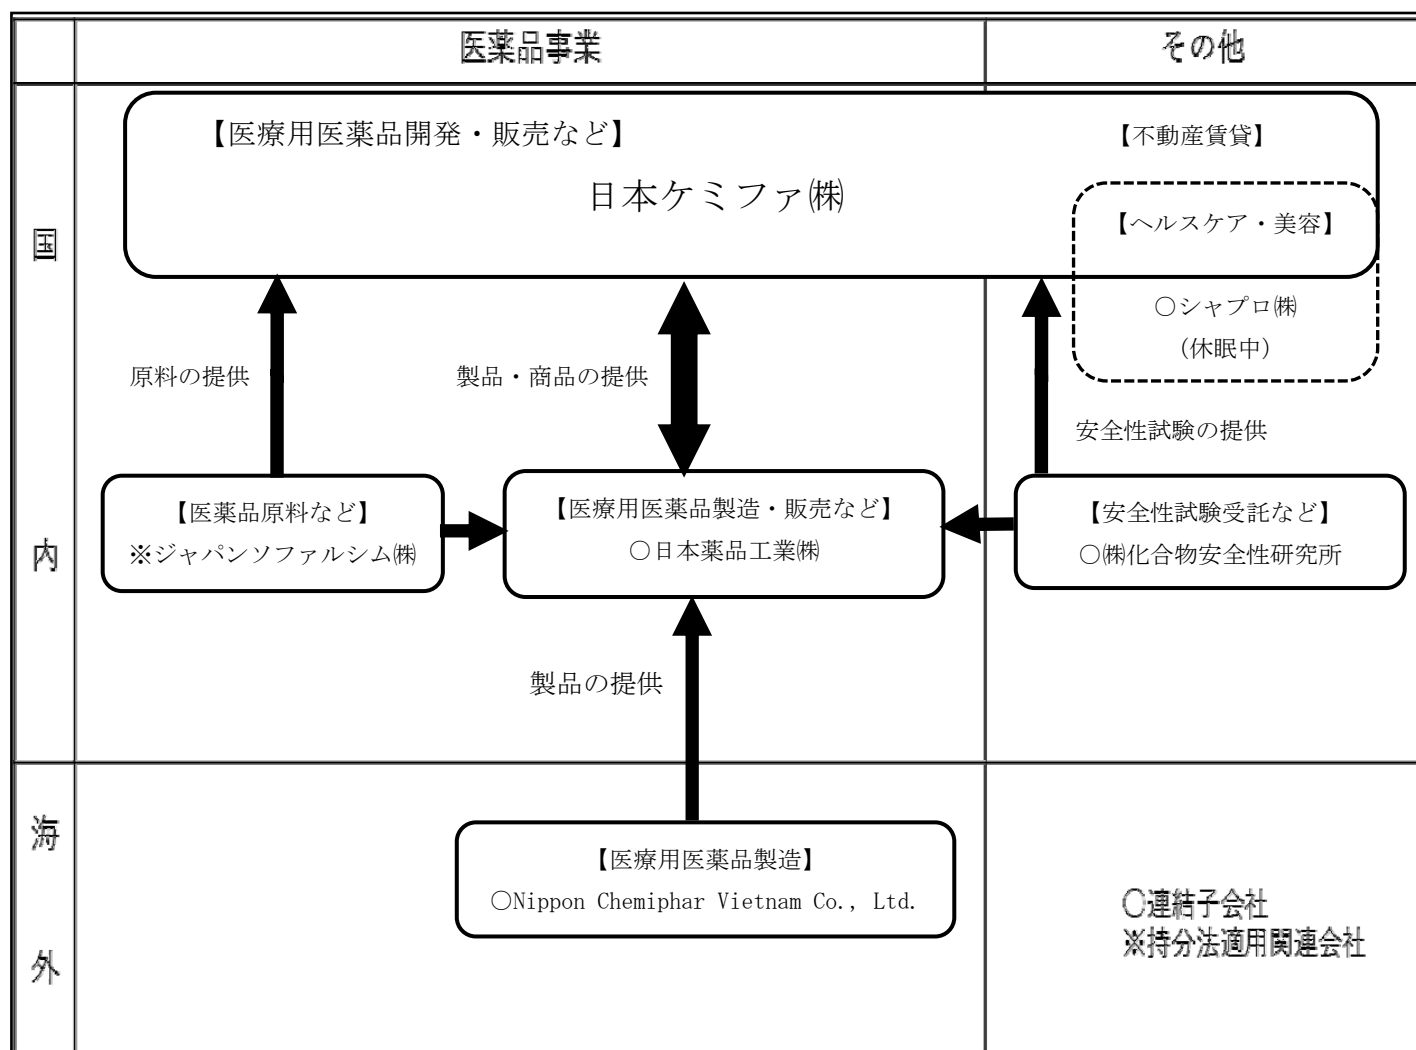 医薬品事業
その他
国内
【医療用医薬品開発・販売など】
【不動産賃貸】
日本ケミファ㈱
【ヘルスケア・美容】
○シャプロ㈱
（休眠中）
原料の提供
製品・商品の提供
安全性試験の提供
【医薬品原料など】
※ジャパンソファルシム㈱
【医療用医薬品製造・販売など】
○日本薬品工業㈱
【安全性試験受託など】
○㈱化合物安全性研究所
製品の提供
海外
【医療用医薬品製造】
○Nippon Chemiphar Vietnam Co., Ltd.
○連結子会社
※持分法適用関連会社